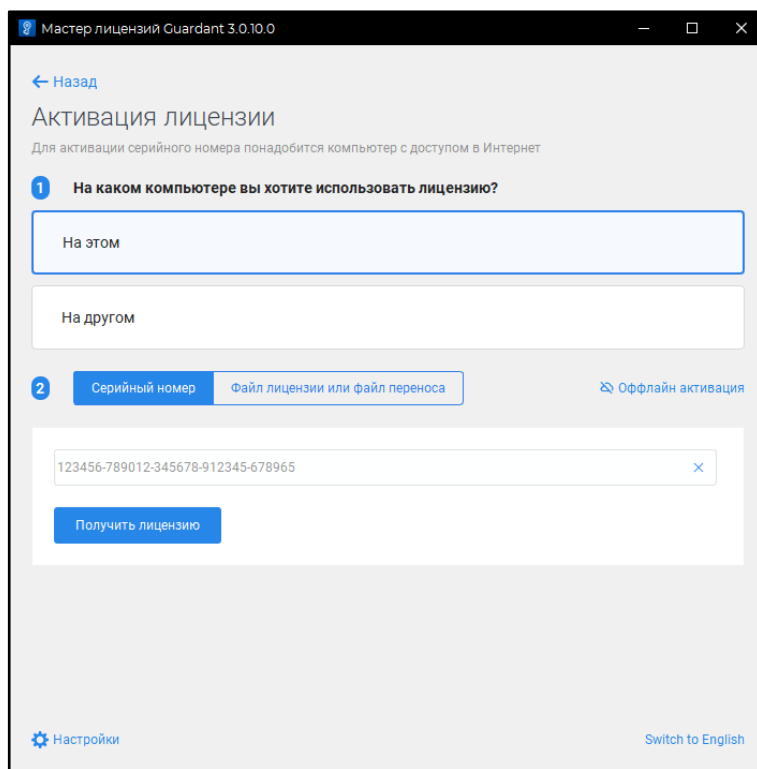 Мастер лицензий Guardant 3.0.10.0
Назад
Активация лицензии
Для активации серийного номера понадобится компьютер с доступом в Интернет
1 На каком компьютере вы хотите использовать лицензию?
На этом
На другом
2 Серийный номер Файл лицензии или файл переноса Оффлайн активация
123456-789012-345678-912345-678965
Получить лицензию
Настройки Switch to English